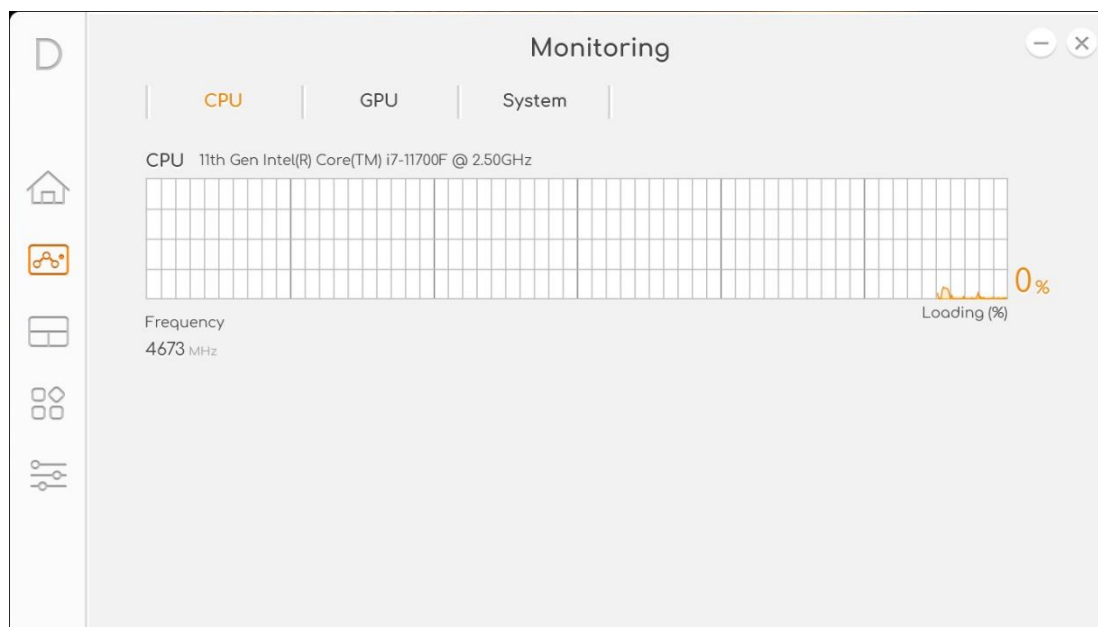 D
Monitoring
CPU GPU System
CPU 11th Gen Intel(R) Core(TM) i7-11700F @ 2.50GHz
0 %
Loading (%)
Frequency
4673 MHz